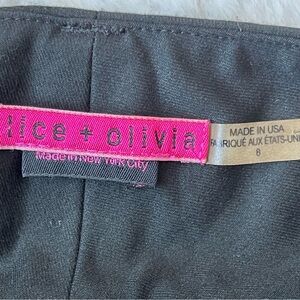 lice + olivia
Made in New York City
MADE IN USA
FABRIQUÉ AUX ÉTATS-UNI
8